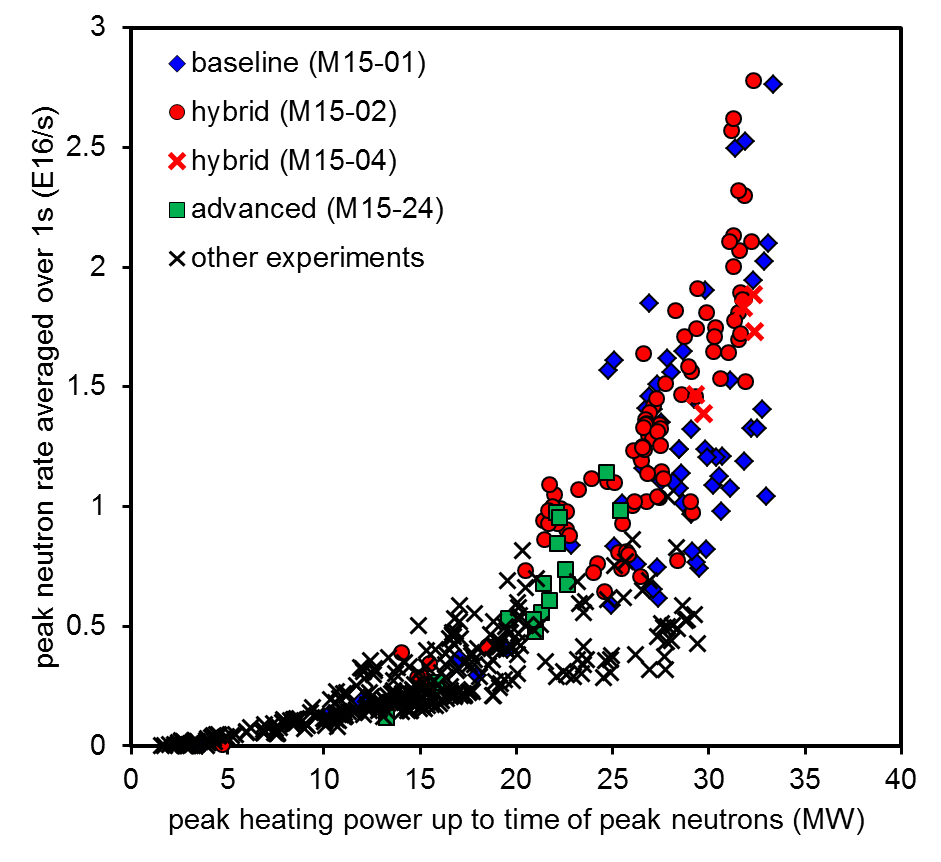 3
2.5
2
1.5
1
0.5
0
peak neutron rate averaged over 1s (E16/s)
baseline (M15-01)
hybrid (M15-02)
hybrid (M15-04)
advanced (M15-24)
other experiments
0 5 10 15 20 25 30 35 40
peak heating power up to time of peak neutrons (MW)